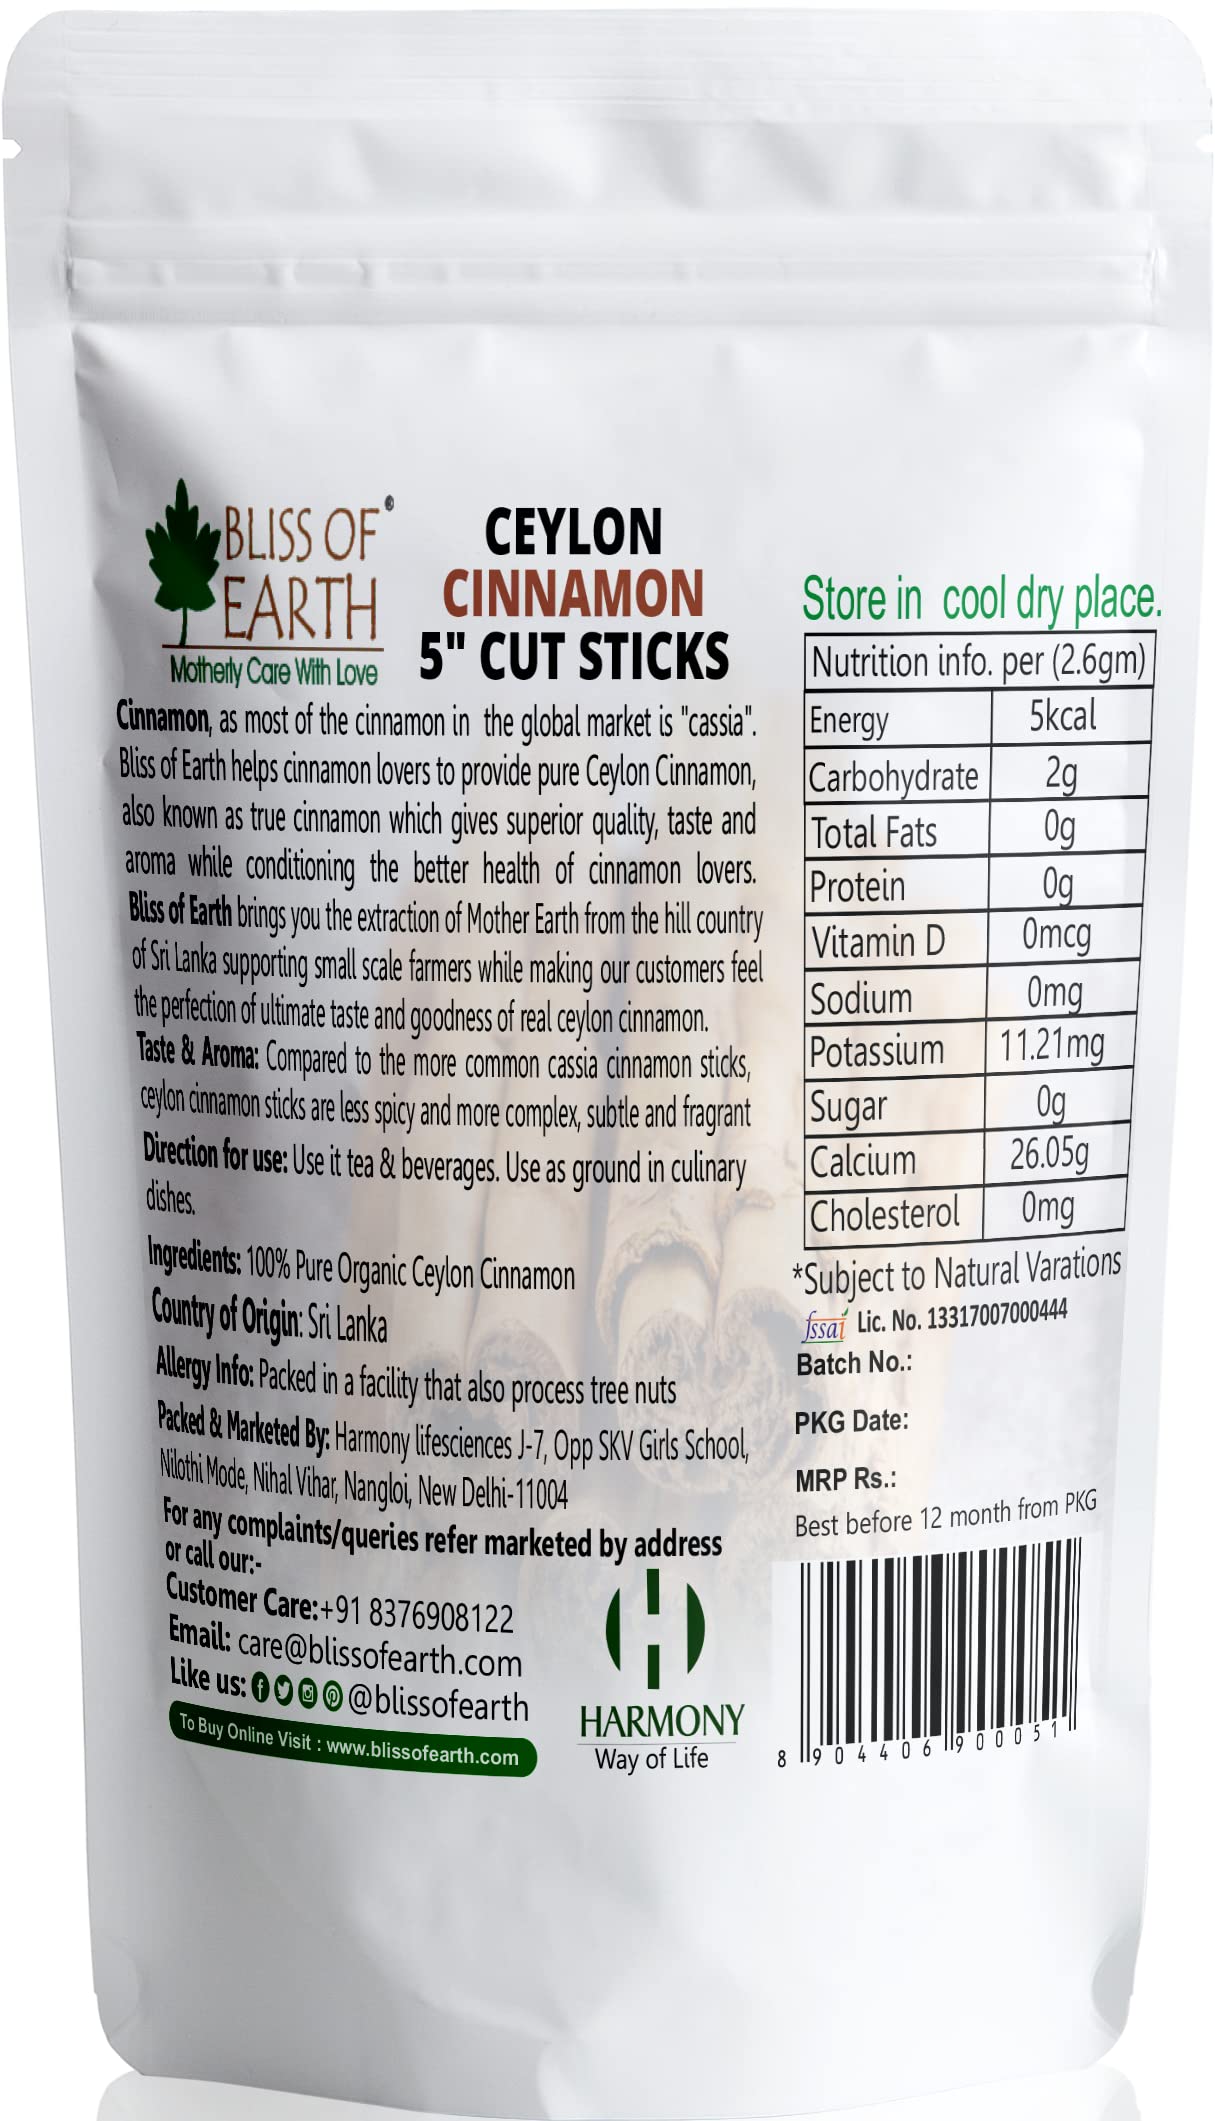 BLISS OF®
EARTH
Motherly Care With Love
CEYLON
CINNAMON
5" CUT STICKS
Cinnamon, as most of the cinnamon in the global market is "cassia".
Bliss of Earth helps cinnamon lovers to provide pure Ceylon Cinnamon,
also known as true cinnamon which gives superior quality, taste and
aroma while conditioning the better health of cinnamon lovers.
Bliss of Earth brings you the extraction of Mother Earth from the hill country
of Sri Lanka supporting small scale farmers while making our customers feel
the perfection of ultimate taste and goodness of real ceylon cinnamon.
Taste & Aroma: Compared to the more common cassia cinnamon sticks,
ceylon cinnamon sticks are less spicy and more complex, subtle and fragrant
Direction for use: Use it tea & beverages. Use as ground in culinary
dishes.
Ingredients: 100% Pure Organic Ceylon Cinnamon
Country of Origin: Sri Lanka
Allergy Info: Packed in a facility that also process tree nuts
Packed & Marketed By: Harmony lifesciences J-7, Opp SKV Girls School,
Nilothi Mode, Nihal Vihar, Nangloi, New Delhi-11004
For any complaints/queries refer marketed by address
or call our:-
Customer Care:+91 8376908122
Email: care@blissofearth.com
Like us: @blissofearth
To Buy Online Visit : www.blissofearth.com
HARMONY
Way of Life
Store in cool dry place.
Nutrition info. per (2.6gm)
Energy 5kcal
Carbohydrate 2g
Total Fats 0g
Protein 0g
Vitamin D 0mcg
Sodium 0mg
Potassium 11.21mg
Sugar 0g
Calcium 26.05g
Cholesterol 0mg
*Subject to Natural Varations
fssai Lic. No. 13317007000444
Batch No.:
PKG Date:
MRP Rs.:
Best before 12 month from PKG
8 904406 900051